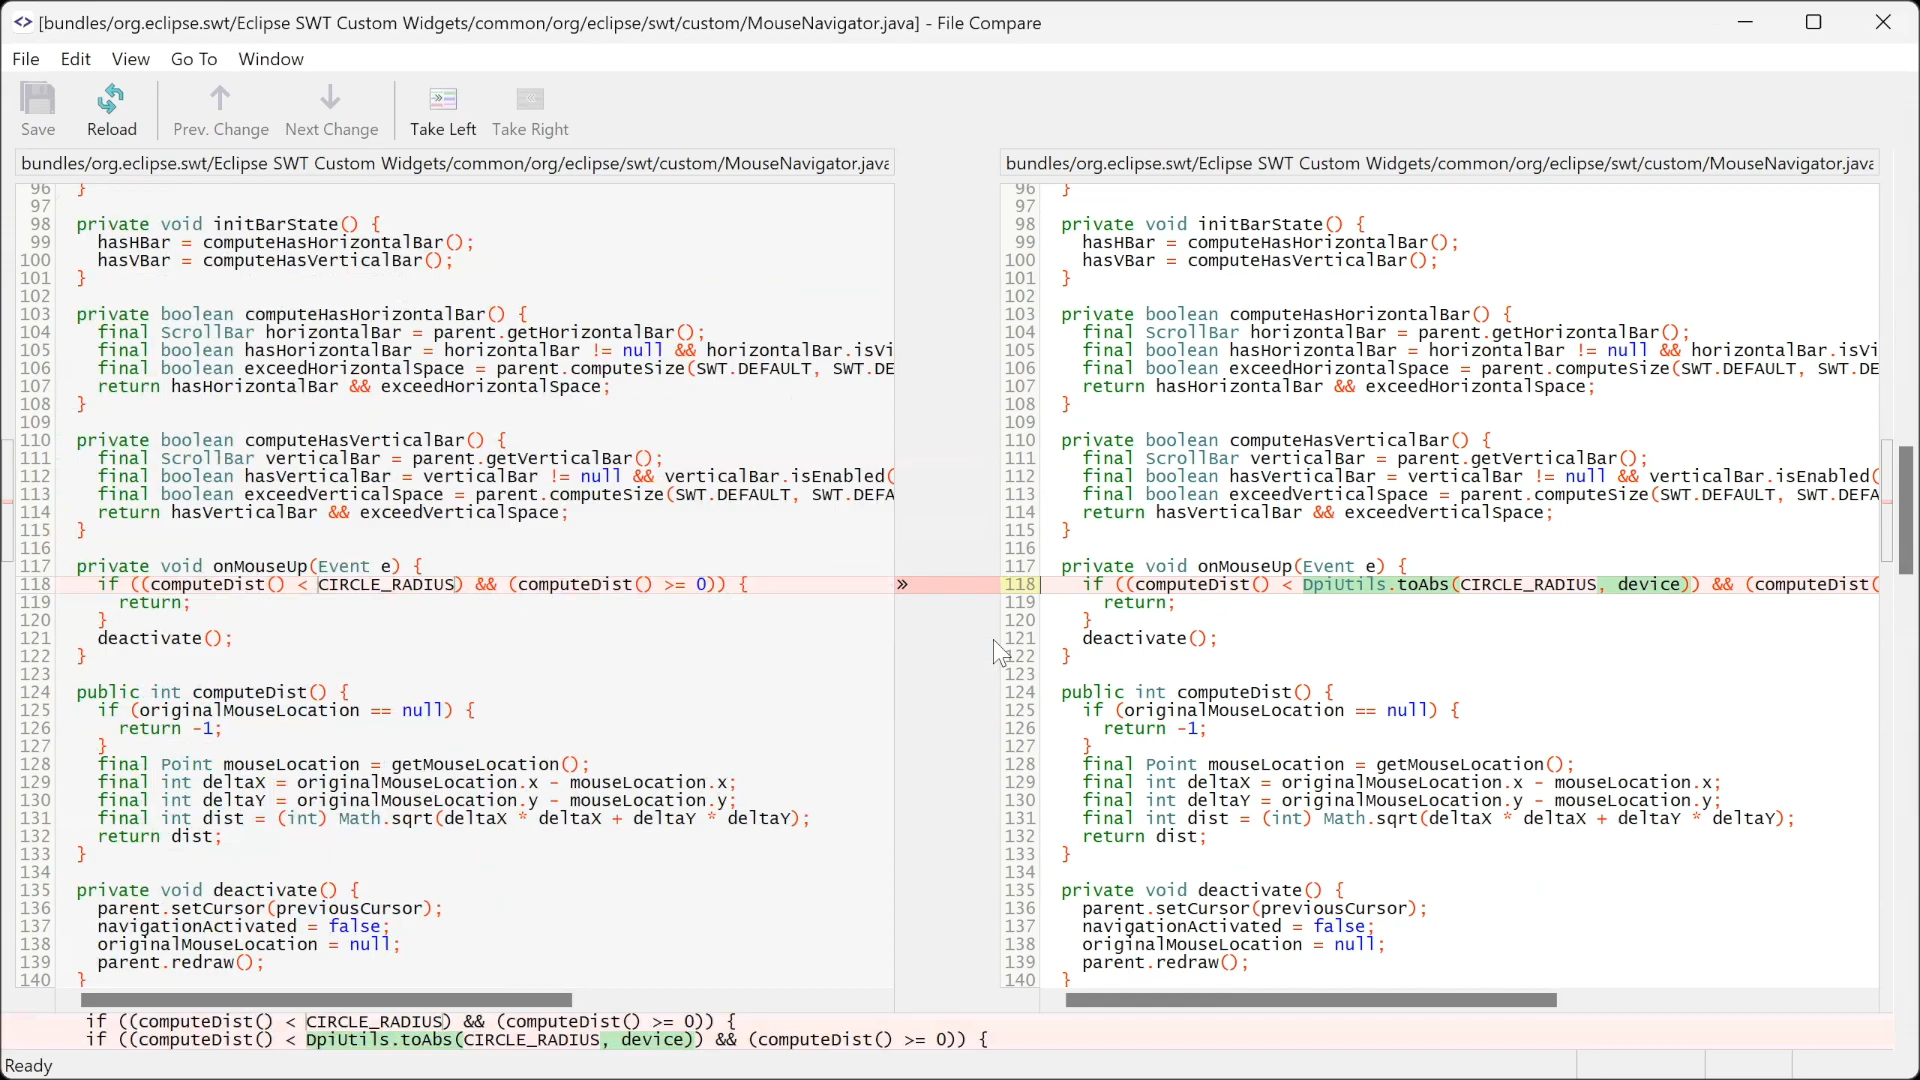 [bundles/org.eclipse.swt/Eclipse SWT Custom Widgets/common/org/eclipse/swt/custom/MouseNavigator.java] - File Compare
File Edit View Go To Window
Save Reload Prev. Change Next Change Take Left Take Right
bundles/org.eclipse.swt/Eclipse SWT Custom Widgets/common/org/eclipse/swt/custom/MouseNavigator.java
96 }
97
98 private void initBarState() {
99 hasHBar = computeHasHorizontalBar();
100 hasVBar = computeHasVerticalBar();
101 }
102
103 private boolean computeHasHorizontalBar() {
104 final ScrollBar horizontalBar = parent.getHorizontalBar();
105 final boolean hasHorizontalBar = horizontalBar != null && horizontalBar.isVi
106 final boolean exceedHorizontalSpace = parent.computeSize(SWT.DEFAULT, SWT.DE
107 return hasHorizontalBar && exceedHorizontalSpace;
108 }
109
110 private boolean computeHasVerticalBar() {
111 final ScrollBar verticalBar = parent.getVerticalBar();
112 final boolean hasVerticalBar = verticalBar != null && verticalBar.isEnabled(
113 final boolean exceedVerticalSpace = parent.computeSize(SWT.DEFAULT, SWT.DEFA
114 return hasVerticalBar && exceedVerticalSpace;
115 }
116
117 private void onMouseUp(Event e) {
118 if ((computeDist() < CIRCLE_RADIUS) && (computeDist() >= 0)) {
119 return;
120 }
121 deactivate();
122 }
123
124 public int computeDist() {
125 if (originalMouseLocation == null) {
126 return -1;
127 }
128 final Point mouseLocation = getMouseLocation();
129 final int deltaX = originalMouseLocation.x - mouseLocation.x;
130 final int deltaY = originalMouseLocation.y - mouseLocation.y;
131 final int dist = (int) Math.sqrt(deltaX * deltaX + deltaY * deltaY);
132 return dist;
133 }
134
135 private void deactivate() {
136 parent.setCursor(previousCursor);
137 navigationActivated = false;
138 originalMouseLocation = null;
139 parent.redraw();
140 }
»
bundles/org.eclipse.swt/Eclipse SWT Custom Widgets/common/org/eclipse/swt/custom/MouseNavigator.java
96 }
97
98 private void initBarState() {
99 hasHBar = computeHasHorizontalBar();
100 hasVBar = computeHasVerticalBar();
101 }
102
103 private boolean computeHasHorizontalBar() {
104 final ScrollBar horizontalBar = parent.getHorizontalBar();
105 final boolean hasHorizontalBar = horizontalBar != null && horizontalBar.isVi
106 final boolean exceedHorizontalSpace = parent.computeSize(SWT.DEFAULT, SWT.DE
107 return hasHorizontalBar && exceedHorizontalSpace;
108 }
109
110 private boolean computeHasVerticalBar() {
111 final ScrollBar verticalBar = parent.getVerticalBar();
112 final boolean hasVerticalBar = verticalBar != null && verticalBar.isEnabled(
113 final boolean exceedVerticalSpace = parent.computeSize(SWT.DEFAULT, SWT.DEFA
114 return hasVerticalBar && exceedVerticalSpace;
115 }
116
117 private void onMouseUp(Event e) {
118 if ((computeDist() < DpiUtils.toAbs(CIRCLE_RADIUS, device)) && (computeDist(
119 return;
120 }
121 deactivate();
122 }
123
124 public int computeDist() {
125 if (originalMouseLocation == null) {
126 return -1;
127 }
128 final Point mouseLocation = getMouseLocation();
129 final int deltaX = originalMouseLocation.x - mouseLocation.x;
130 final int deltaY = originalMouseLocation.y - mouseLocation.y;
131 final int dist = (int) Math.sqrt(deltaX * deltaX + deltaY * deltaY);
132 return dist;
133 }
134
135 private void deactivate() {
136 parent.setCursor(previousCursor);
137 navigationActivated = false;
138 originalMouseLocation = null;
139 parent.redraw();
140 }
if ((computeDist() < CIRCLE_RADIUS) && (computeDist() >= 0)) {
if ((computeDist() < DpiUtils.toAbs(CIRCLE_RADIUS, device)) && (computeDist() >= 0)) {
Ready